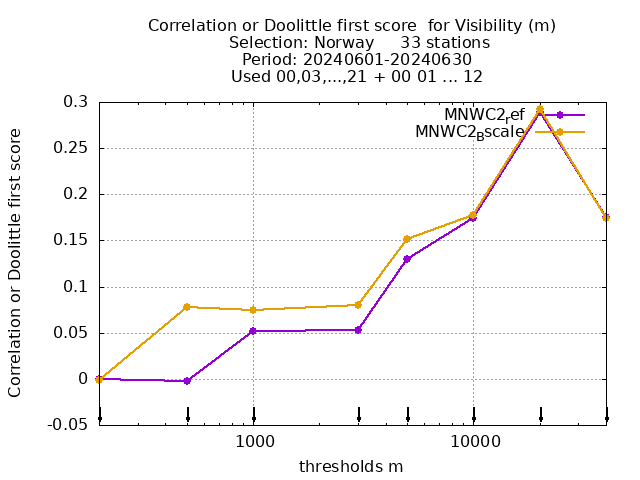 Correlation or Doolittle first score  for Visibility (m)
Selection: Norway     33 stations
Period: 20240601-20240630
Used 00,03,...,21 + 00 01 ... 12
0.3
0.25
0.2
0.15
0.1
0.05
0
-0.05
Correlation or Doolittle first score
MNWC2ref
MNWC2Bscale
1000
10000
thresholds m